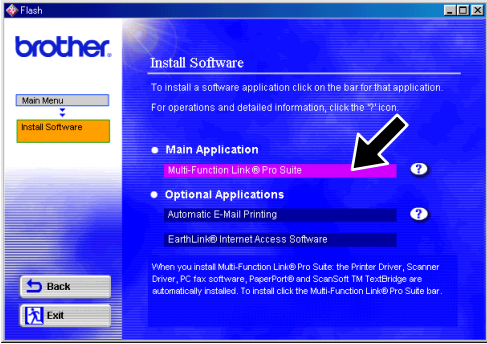 Flash
brother.
Install Software
To install a software application click on the bar for that application.
For operations and detailed information, click the "?" icon.
Main Menu
Install Software
Main Application
Multi-Function Link ® Pro Suite
?
Optional Applications
Automatic E-Mail Printing
?
EarthLink® Internet Access Software
When you install Multi-Function Link® Pro Suite: the Printer Driver, Scanner
Driver, PC fax software, PaperPort® and ScanSoft TM TextBridge are
automatically installed. To install click the Multi-Function Link® Pro Suite bar.
Back
Exit